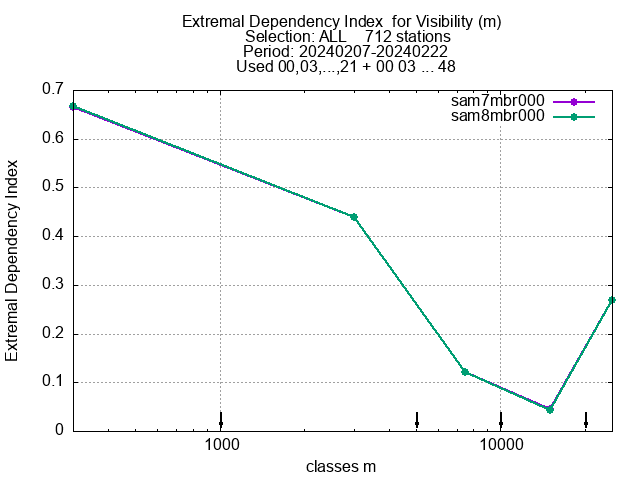 Extremal Dependency Index  for Visibility (m)
Selection: ALL    712 stations
Period: 20240207-20240222
Used 00,03,...,21 + 00 03 ... 48
sam7mbr000
sam8mbr000
0.7
0.6
0.5
0.4
0.3
0.2
0.1
0
Extremal Dependency Index
1000
10000
classes m